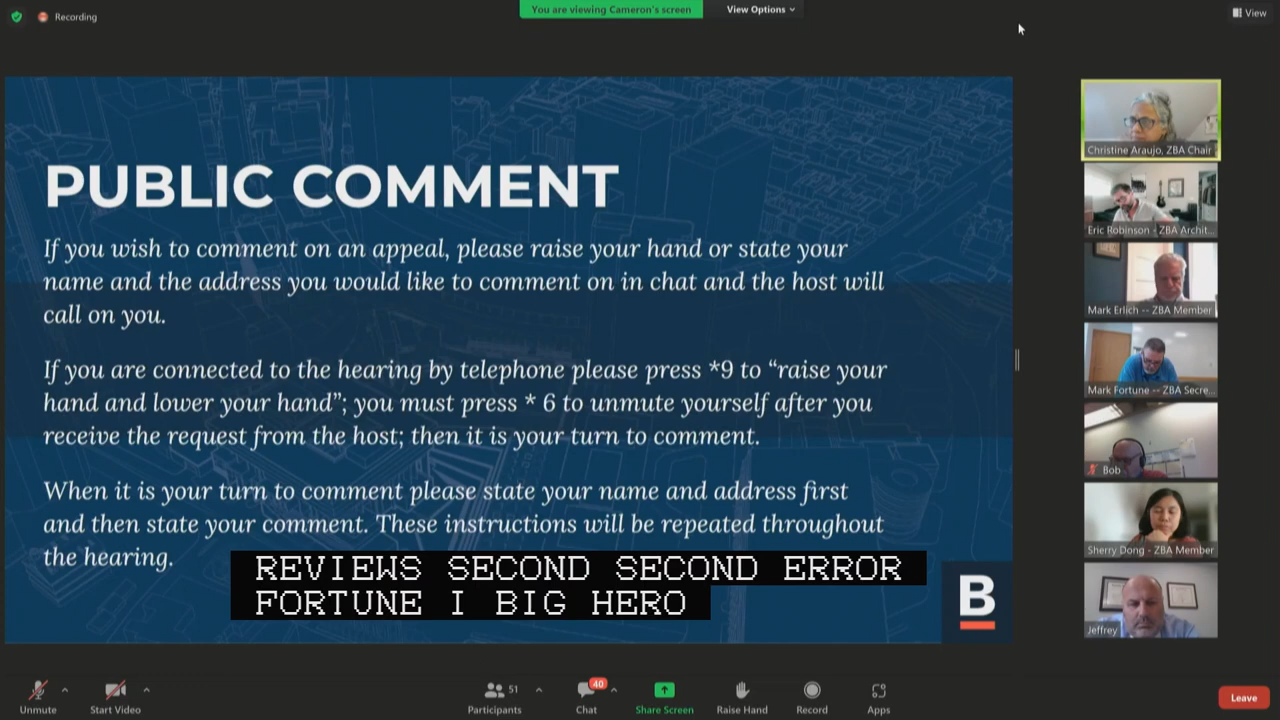 Recording
You are viewing Cameron's screen
View Options
View
PUBLIC COMMENT
If you wish to comment on an appeal, please raise your hand or state your
name and the address you would like to comment on in chat and the host will
call on you.
If you are connected to the hearing by telephone please press *9 to “raise your
hand and lower your hand”; you must press * 6 to unmute yourself after you
receive the request from the host; then it is your turn to comment.
When it is your turn to comment please state your name and address first
and then state your comment. These instructions will be repeated throughout
the hearing.
REVIEWS SECOND SECOND ERROR
FORTUNE I BIG HERO
B
Christine Araujo, ZBA Chair
Eric Robinson - ZBA Archit...
Mark Erlich -- ZBA Member
Mark Fortune -- ZBA Secre...
Bob
Sherry Dong - ZBA Member
Jeffrey
Unmute
Start Video
Participants
51
Chat
40
Share Screen
Raise Hand
Record
Apps
Leave